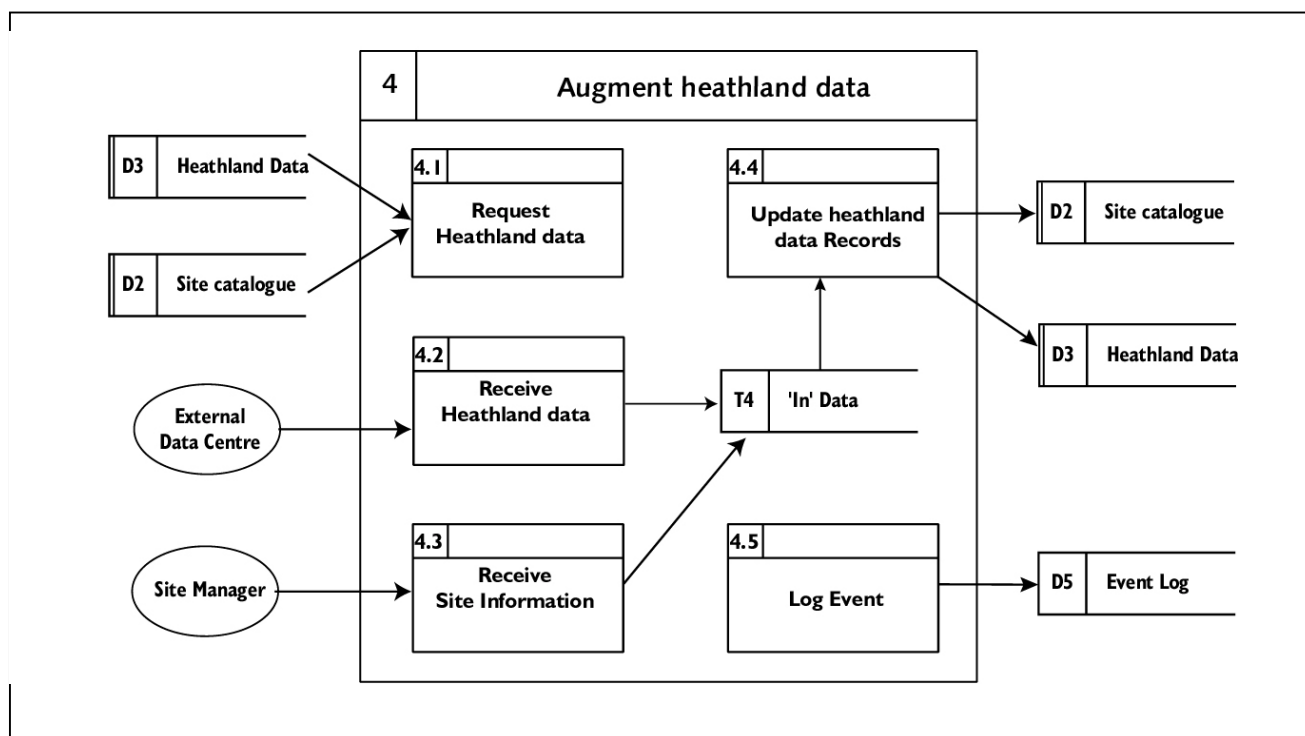 4 Augment heathland data
D3 Heathland Data
D2 Site catalogue
External
Data Centre
Site Manager
4.1
Request
Heathland data
4.2
Receive
Heathland data
4.3
Receive
Site Information
4.4
Update heathland
data Records
T4 'In' Data
4.5
Log Event
D2 Site catalogue
D3 Heathland Data
D5 Event Log